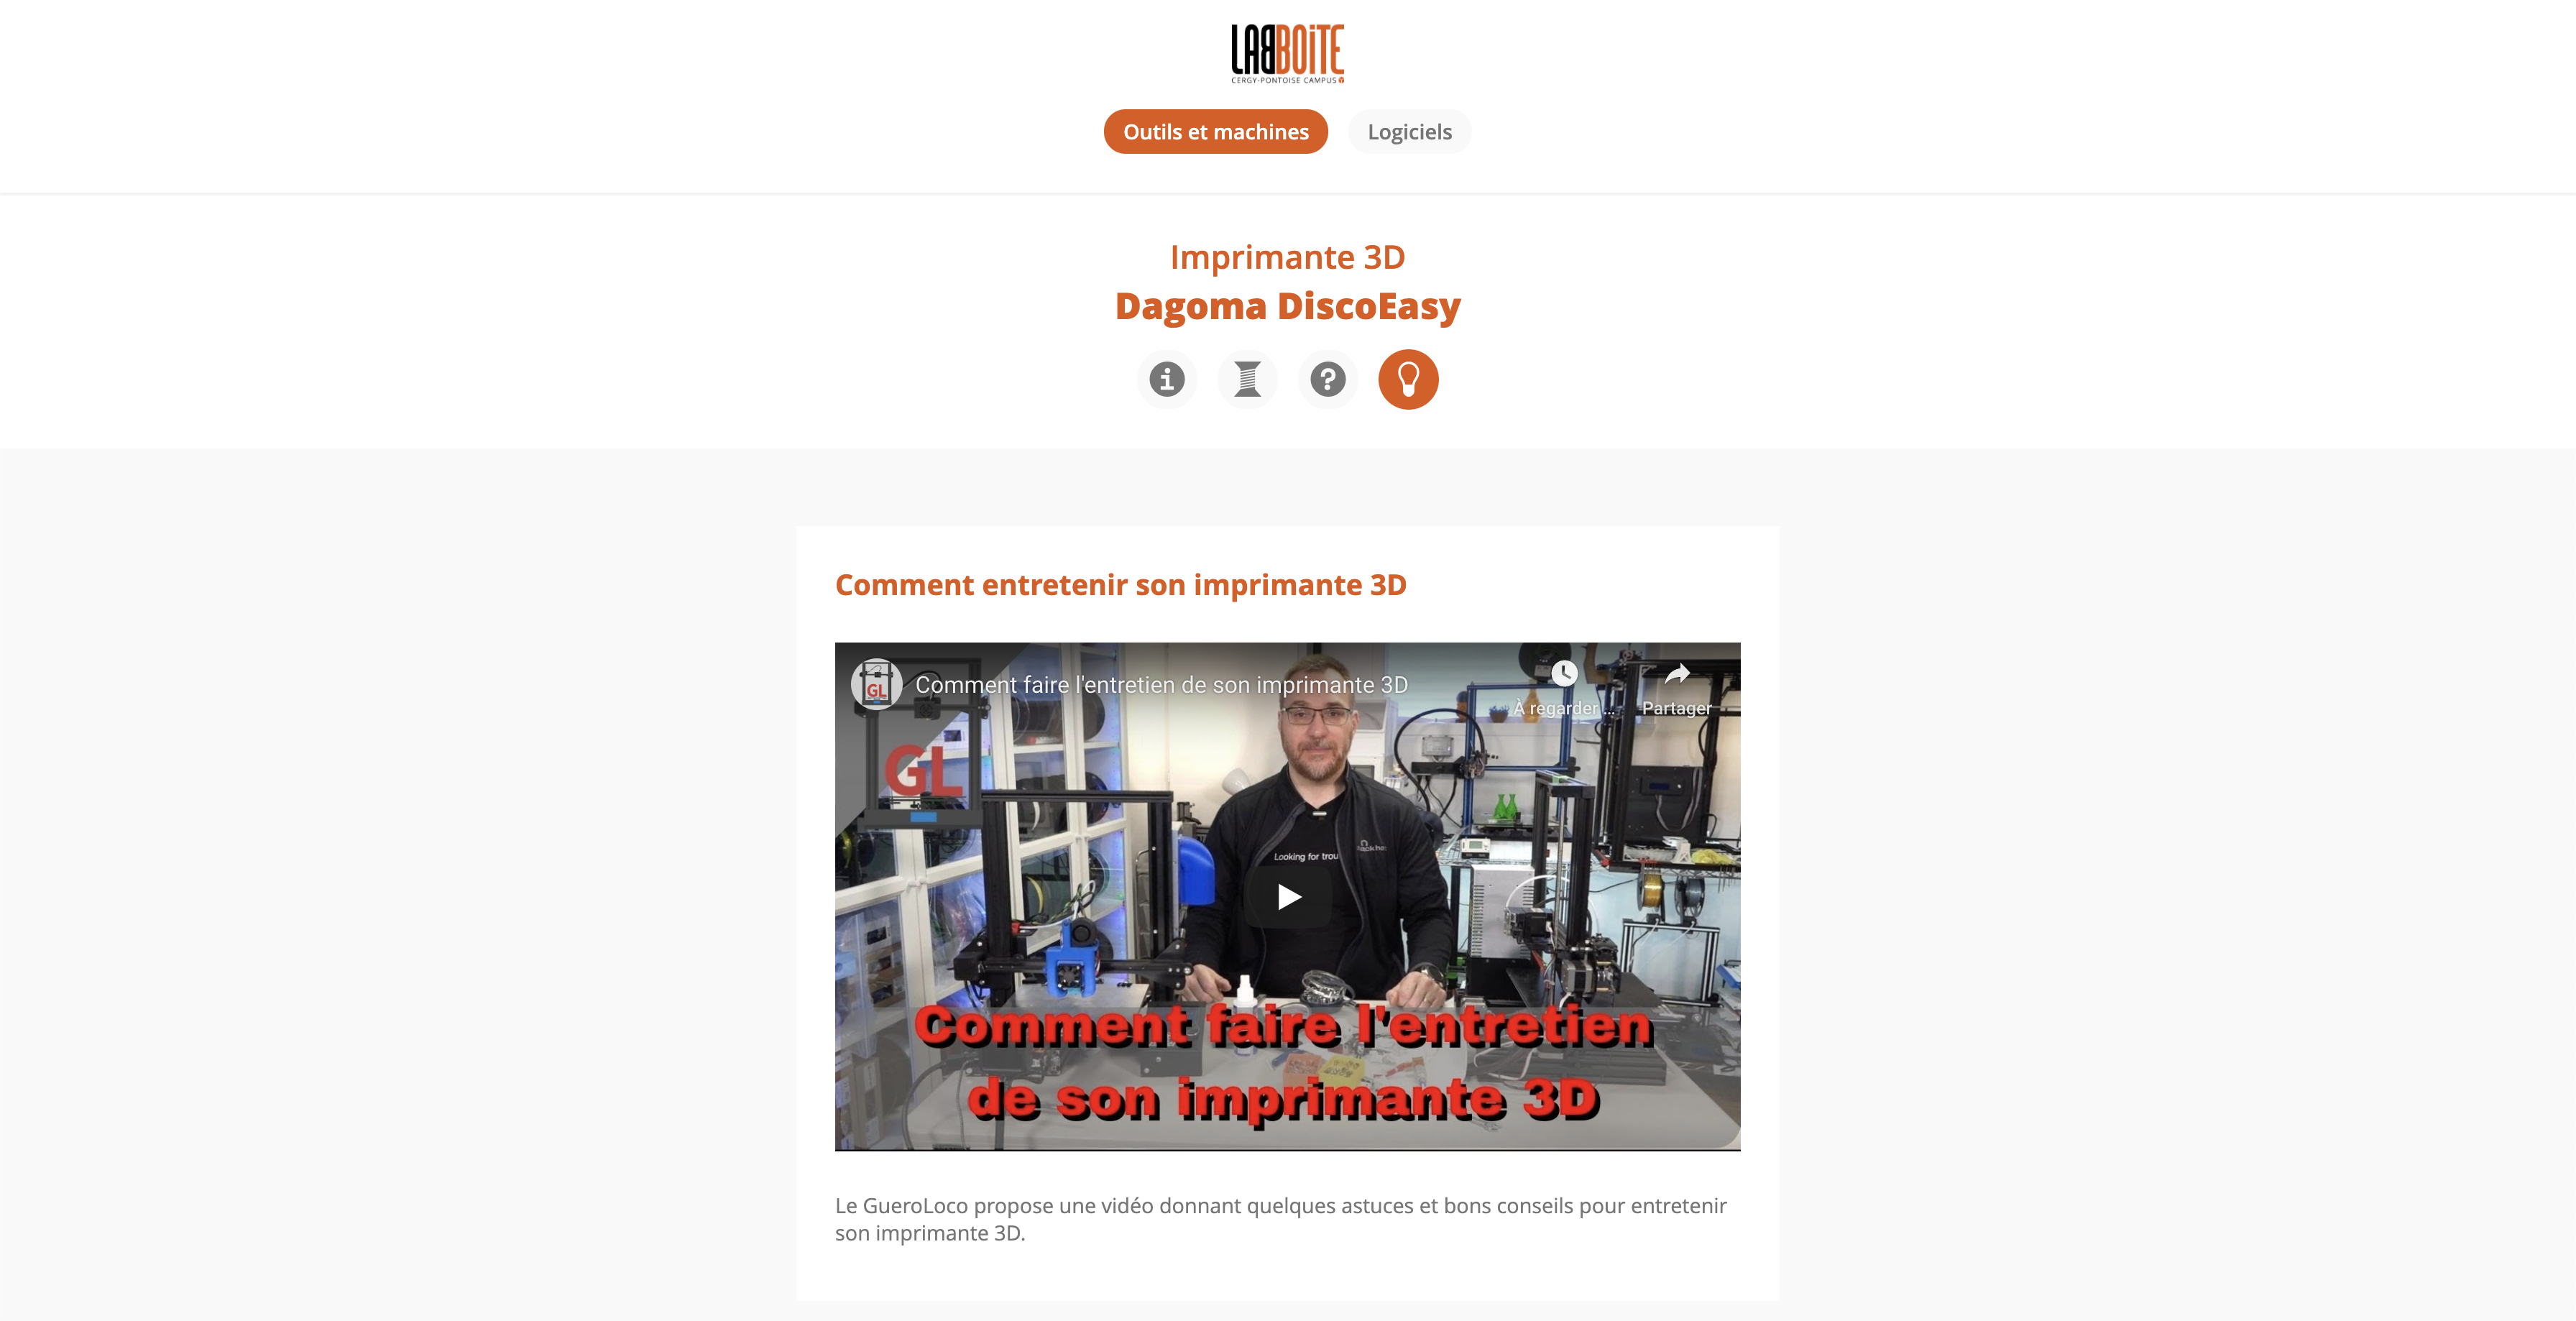 LABBOiTE
CERGY-PONTOISE CAMPUS
Outils et machines
Logiciels
Imprimante 3D
Dagoma DiscoEasy
Comment entretenir son imprimante 3D
GL
Comment faire l'entretien de son imprimante 3D
À regarder ...
Partager
GL
Looking for trou
Comment faire l'entretien
de son imprimante 3D
Le GueroLoco propose une vidéo donnant quelques astuces et bons conseils pour entretenir
son imprimante 3D.